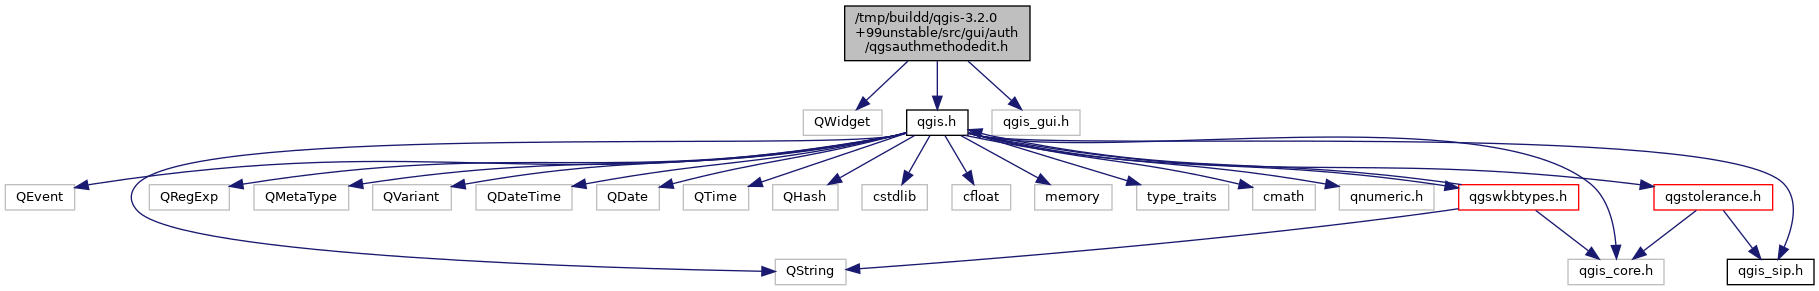 /tmp/buildd/qgis-3.2.0
+99unstable/src/gui/auth
/qgsauthmethodedit.h
QWidget
qgis.h
qgis_gui.h
QEvent
QRegExp
QMetaType
QVariant
QDateTime
QDate
QTime
QHash
cstdlib
cfloat
memory
type_traits
cmath
qnumeric.h
qgswkbtypes.h
qgstolerance.h
QString
qgis_core.h
qgis_sip.h